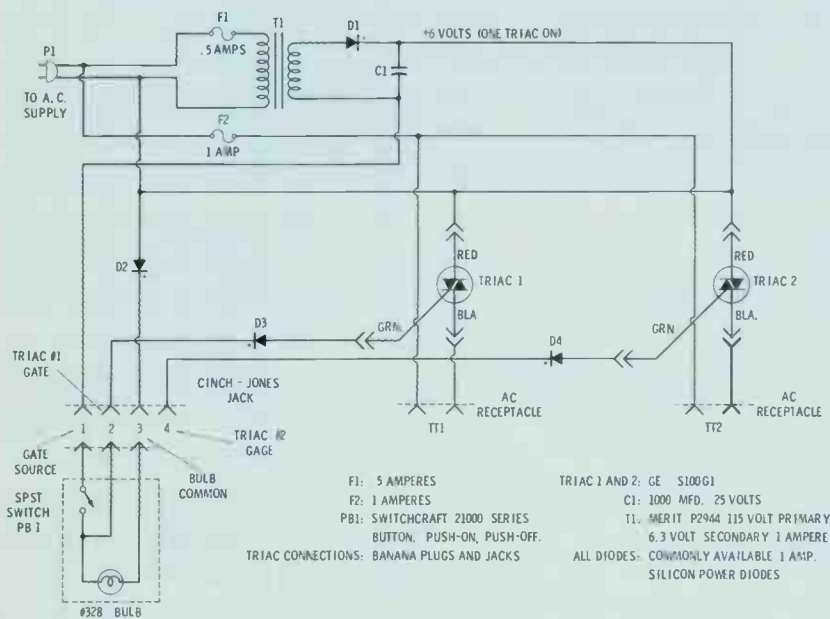 F1
T1
D1
+6 VOLTS (ONE TRIAC ON)
.5 AMPS
P1
C1
TO A.C.
SUPPLY
F2
1 AMP
D2
RED
TRIAC 1
BLA.
RED
TRIAC 2
BLA.
GRN.
GRN
D3
D4
TRIAC #1
GATE
CINCH - JONES
JACK
AC
RECEPTACLE
TT1
AC
RECEPTACLE
TT2
1 2 3 4
TRIAC #2
GAGE
GATE
SOURCE
BULB
COMMON
SPST
SWITCH
PB 1
#328 BULB
F1: .5 AMPERES
F2: 1 AMPERES
PB1: SWITCHCRAFT 21000 SERIES
BUTTON, PUSH-ON, PUSH-OFF.
TRIAC CONNECTIONS: BANANA PLUGS AND JACKS
TRIAC 1 AND 2: GE S100G1
C1: 1000 MFD. 25 VOLTS
T1: MERIT P2944 115 VOLT PRIMARY
6.3 VOLT SECONDARY 1 AMPERE
ALL DIODES: COMMONLY AVAILABLE 1 AMP.
SILICON POWER DIODES